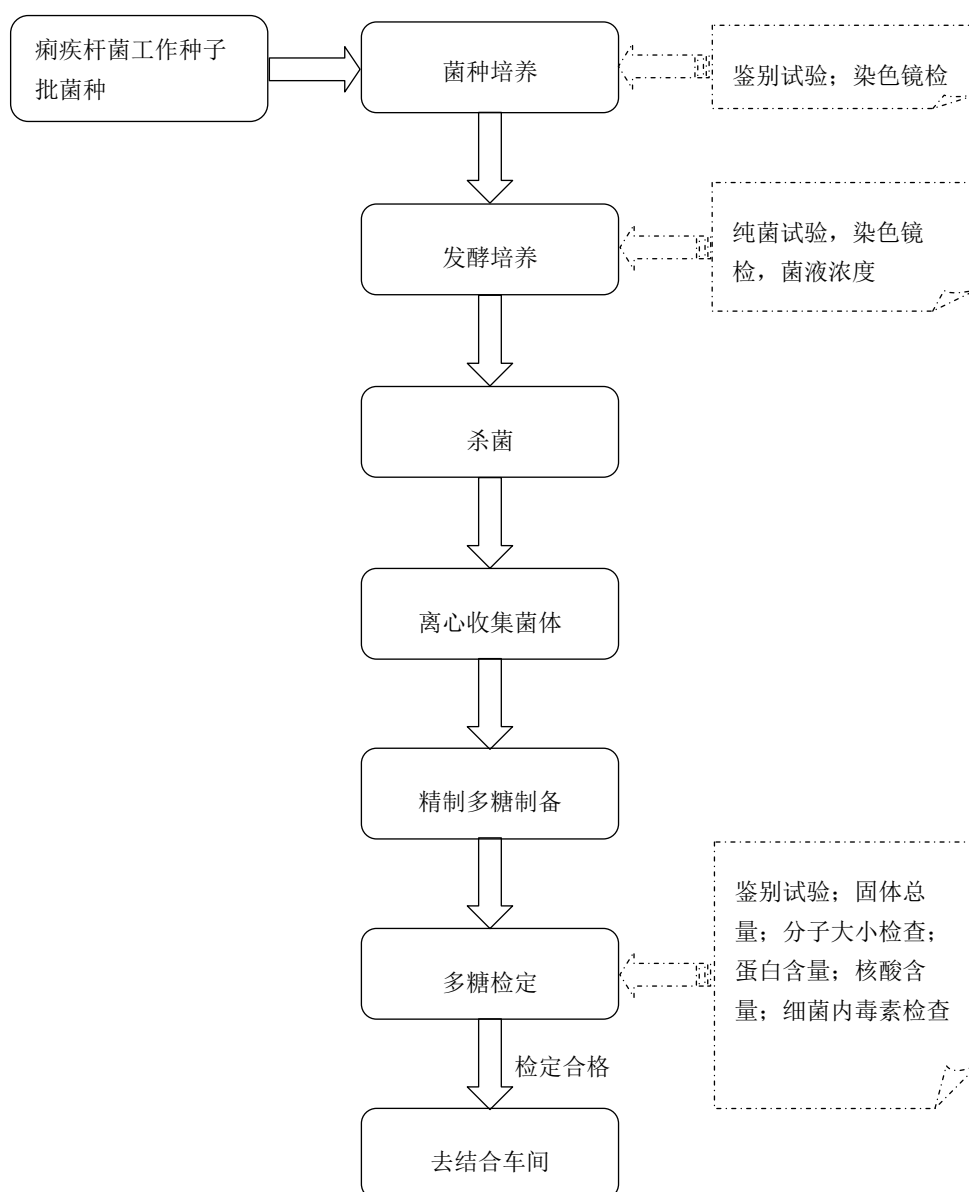 痢疾杆菌工作种子
批菌种
菌种培养
鉴别试验；染色镜检
发酵培养
纯菌试验，染色镜
检，菌液浓度
杀菌
离心收集菌体
精制多糖制备
鉴别试验；固体总
量；分子大小检查；
蛋白含量；核酸含
量；细菌内毒素检查
多糖检定
检定合格
去结合车间